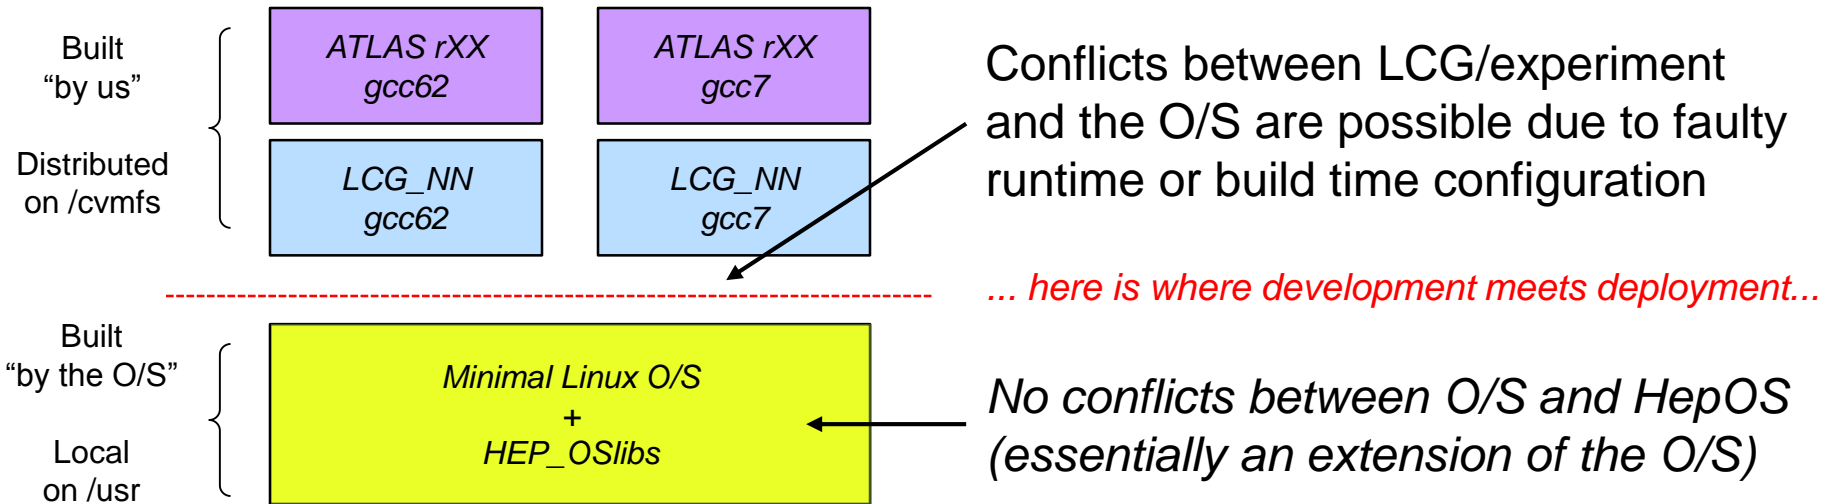 Built
“by us”
Distributed
on /cvmfs
ATLAS rXX
gcc62
ATLAS rXX
gcc7
LCG_NN
gcc62
LCG_NN
gcc7
Conflicts between LCG/experiment
and the O/S are possible due to faulty
runtime or build time configuration
... here is where development meets deployment...
Built
“by the O/S”
Local
on /usr
Minimal Linux O/S
+
HEP_OSlibs
No conflicts between O/S and HepOS
(essentially an extension of the O/S)